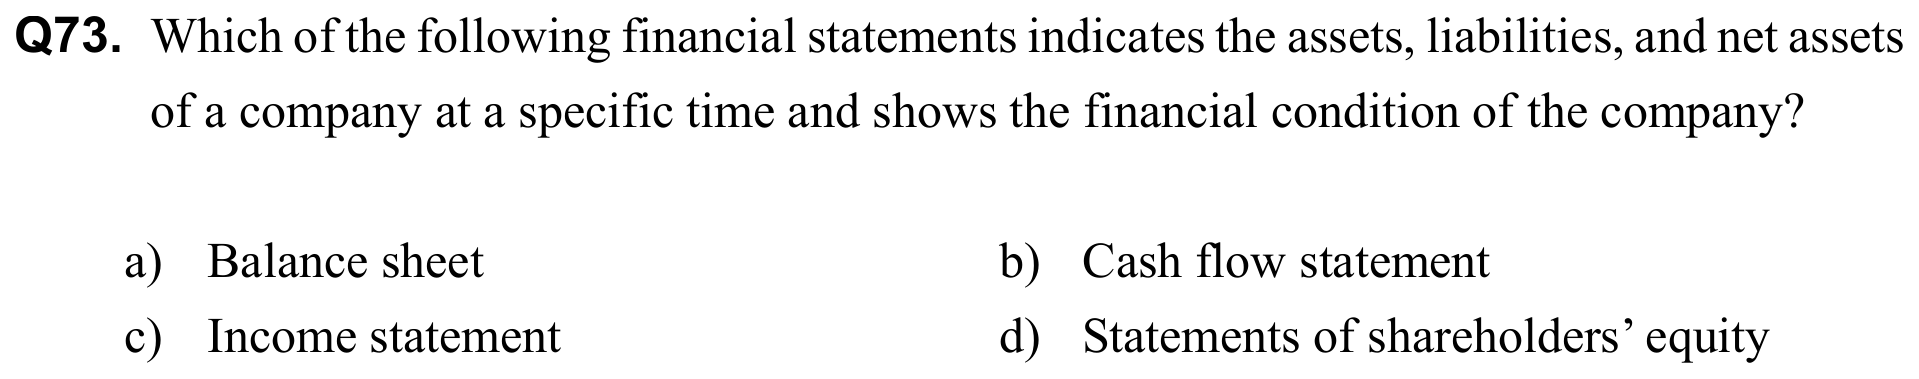 Q73. Which of the following financial statements indicates the assets, liabilities, and net assets
of a company at a specific time and shows the financial condition of the company?
a) Balance sheet b) Cash flow statement
c) Income statement d) Statements of shareholders’ equity